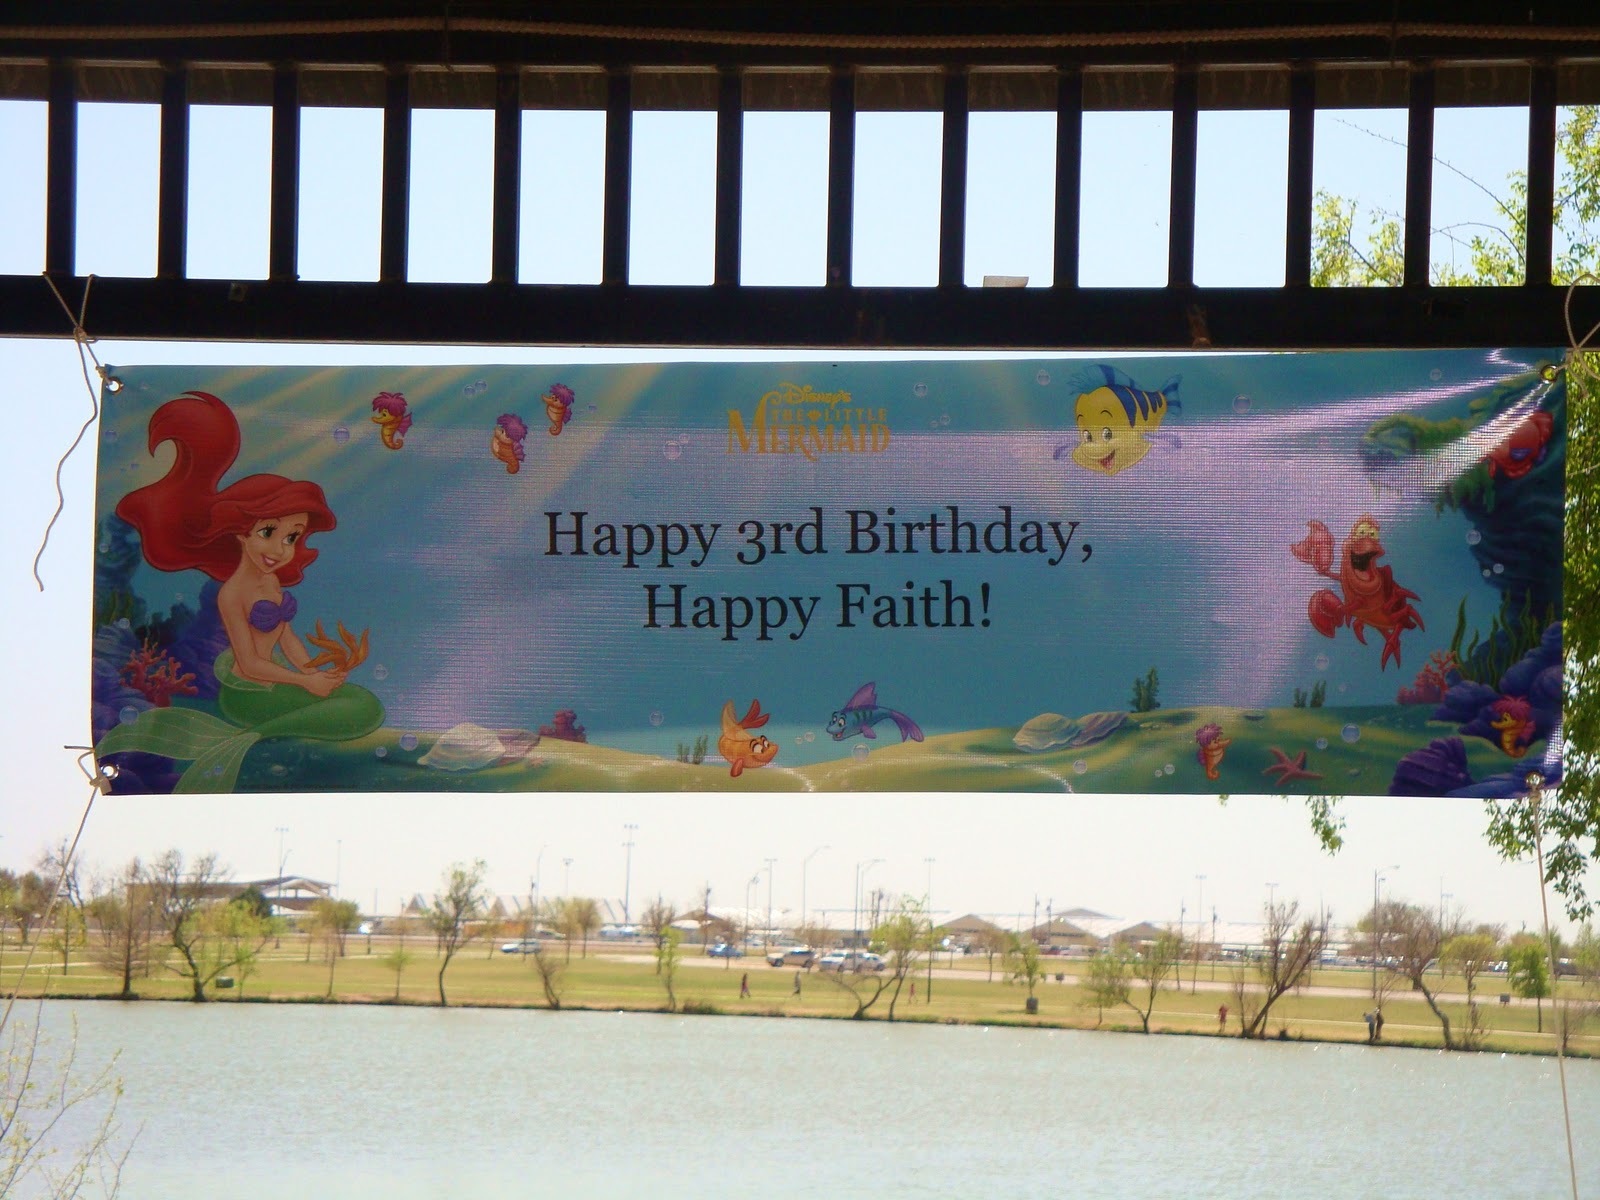 Disney's
THE LITTLE
MERMAID
Happy 3rd Birthday,
Happy Faith!